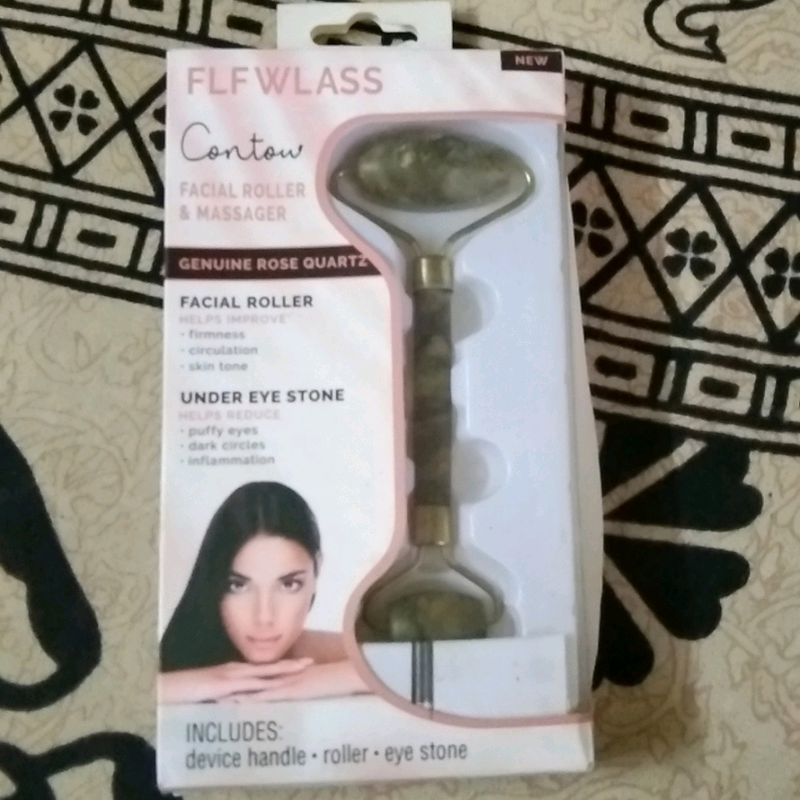 NEW
FLFWLASS
Contour
FACIAL ROLLER
& MASSAGER
GENUINE ROSE QUARTZ
FACIAL ROLLER
HELPS IMPROVE
• firmness
• circulation
• skin tone
UNDER EYE STONE
HELPS REDUCE
• puffy eyes
• dark circles
• inflammation
INCLUDES:
device handle • roller • eye stone